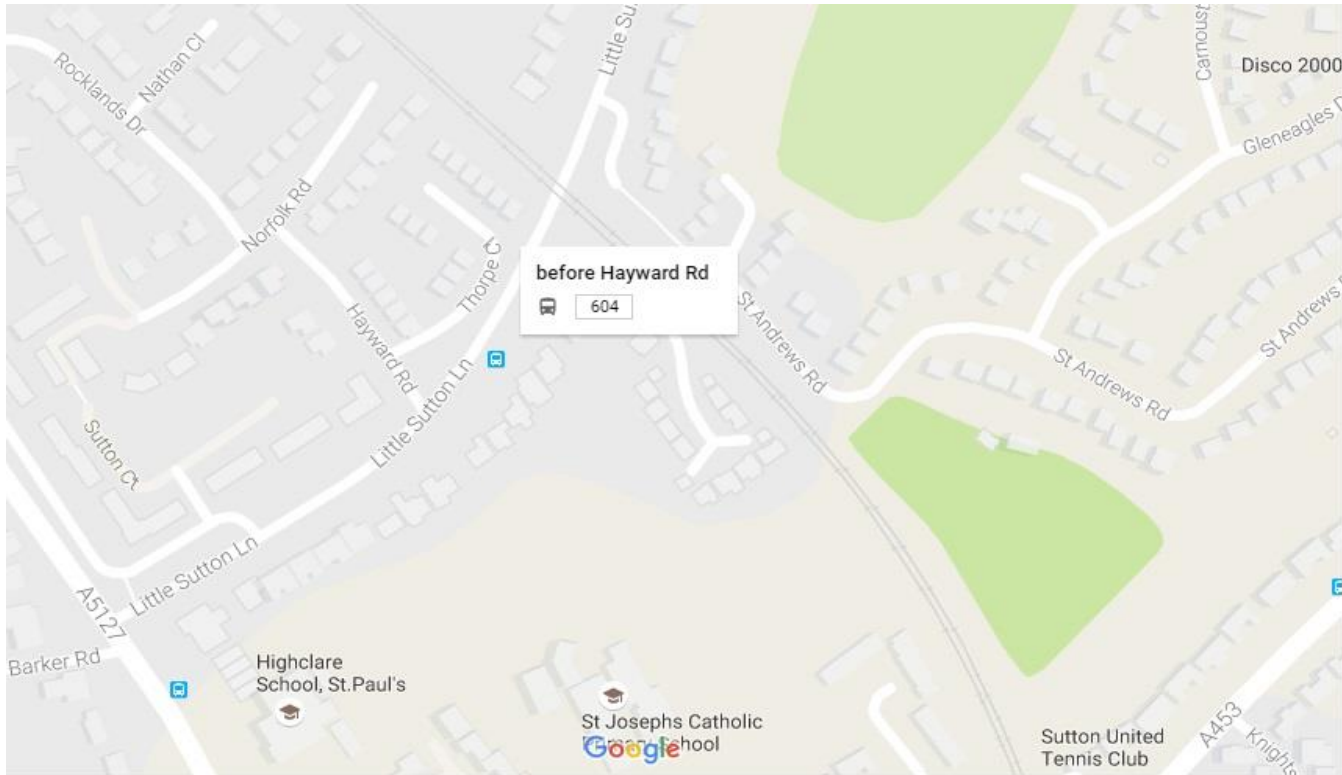 Little Su
Carnoust
Disco 2000
Nathan Cl
Rocklands Dr
Gleneagles D
Norfolk Rd
Thorpe C
before Hayward Rd
604
Hayward Rd
St Andrews Rd
St Andrews R
St Andrews Rd
Little Sutton Ln
Sutton Ct
Little Sutton Ln
A5127
Barker Rd
Highclare
School, St.Paul's
St Josephs Catholic
Primary School
Google
A453
Knights
Sutton United
Tennis Club